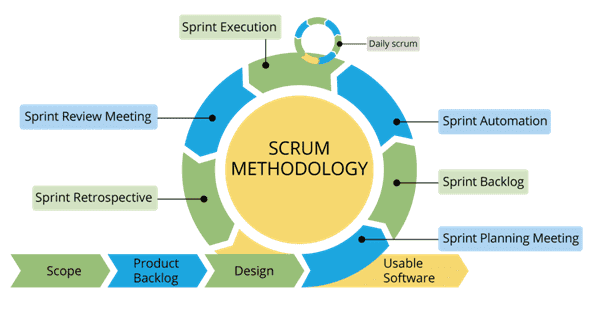 Sprint Execution
Daily scrum
Sprint Review Meeting
Sprint Automation
SCRUM
METHODOLOGY
Sprint Backlog
Sprint Retrospective
Sprint Planning Meeting
Scope
Product
Backlog
Design
Usable
Software